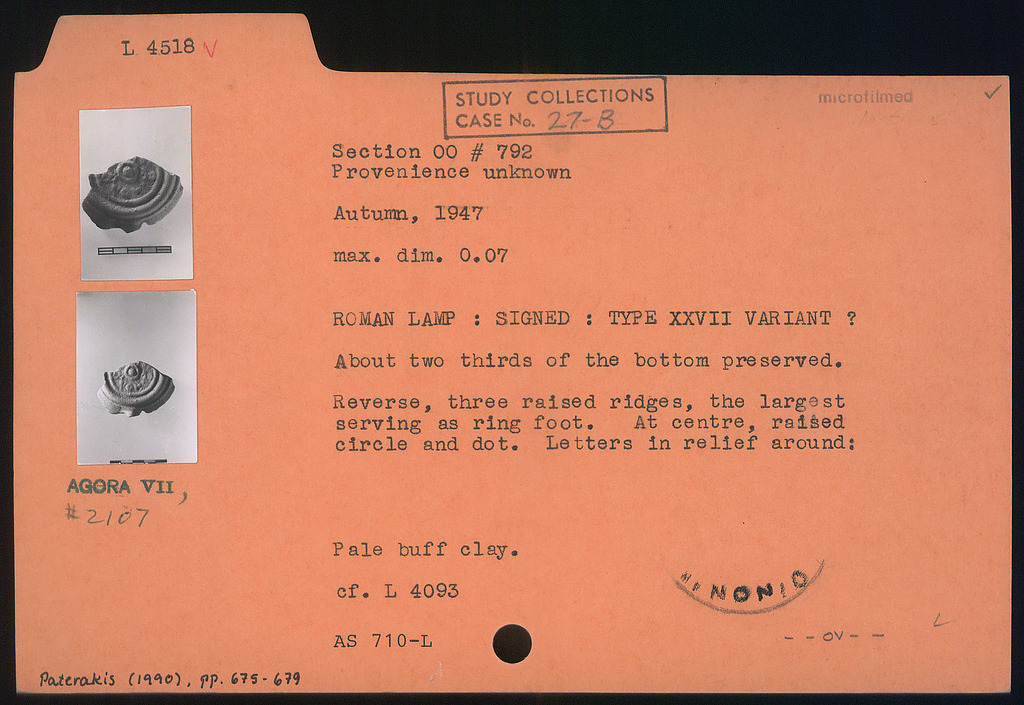 L 4518 V
STUDY COLLECTIONS
CASE No. 27-B
microfilmed
Section OO # 792
Provenience unknown
Autumn, 1947
max. dim. 0.07
ROMAN LAMP : SIGNED : TYPE XXVII VARIANT ?
About two thirds of the bottom preserved.
Reverse, three raised ridges, the largest
serving as ring foot. At centre, raised
circle and dot. Letters in relief around:
AGORA VII,
#2107
Pale buff clay.
cf. L 4093
NONIO
AS 710-L
--OV--
Paterakis (1990), pp. 675-679